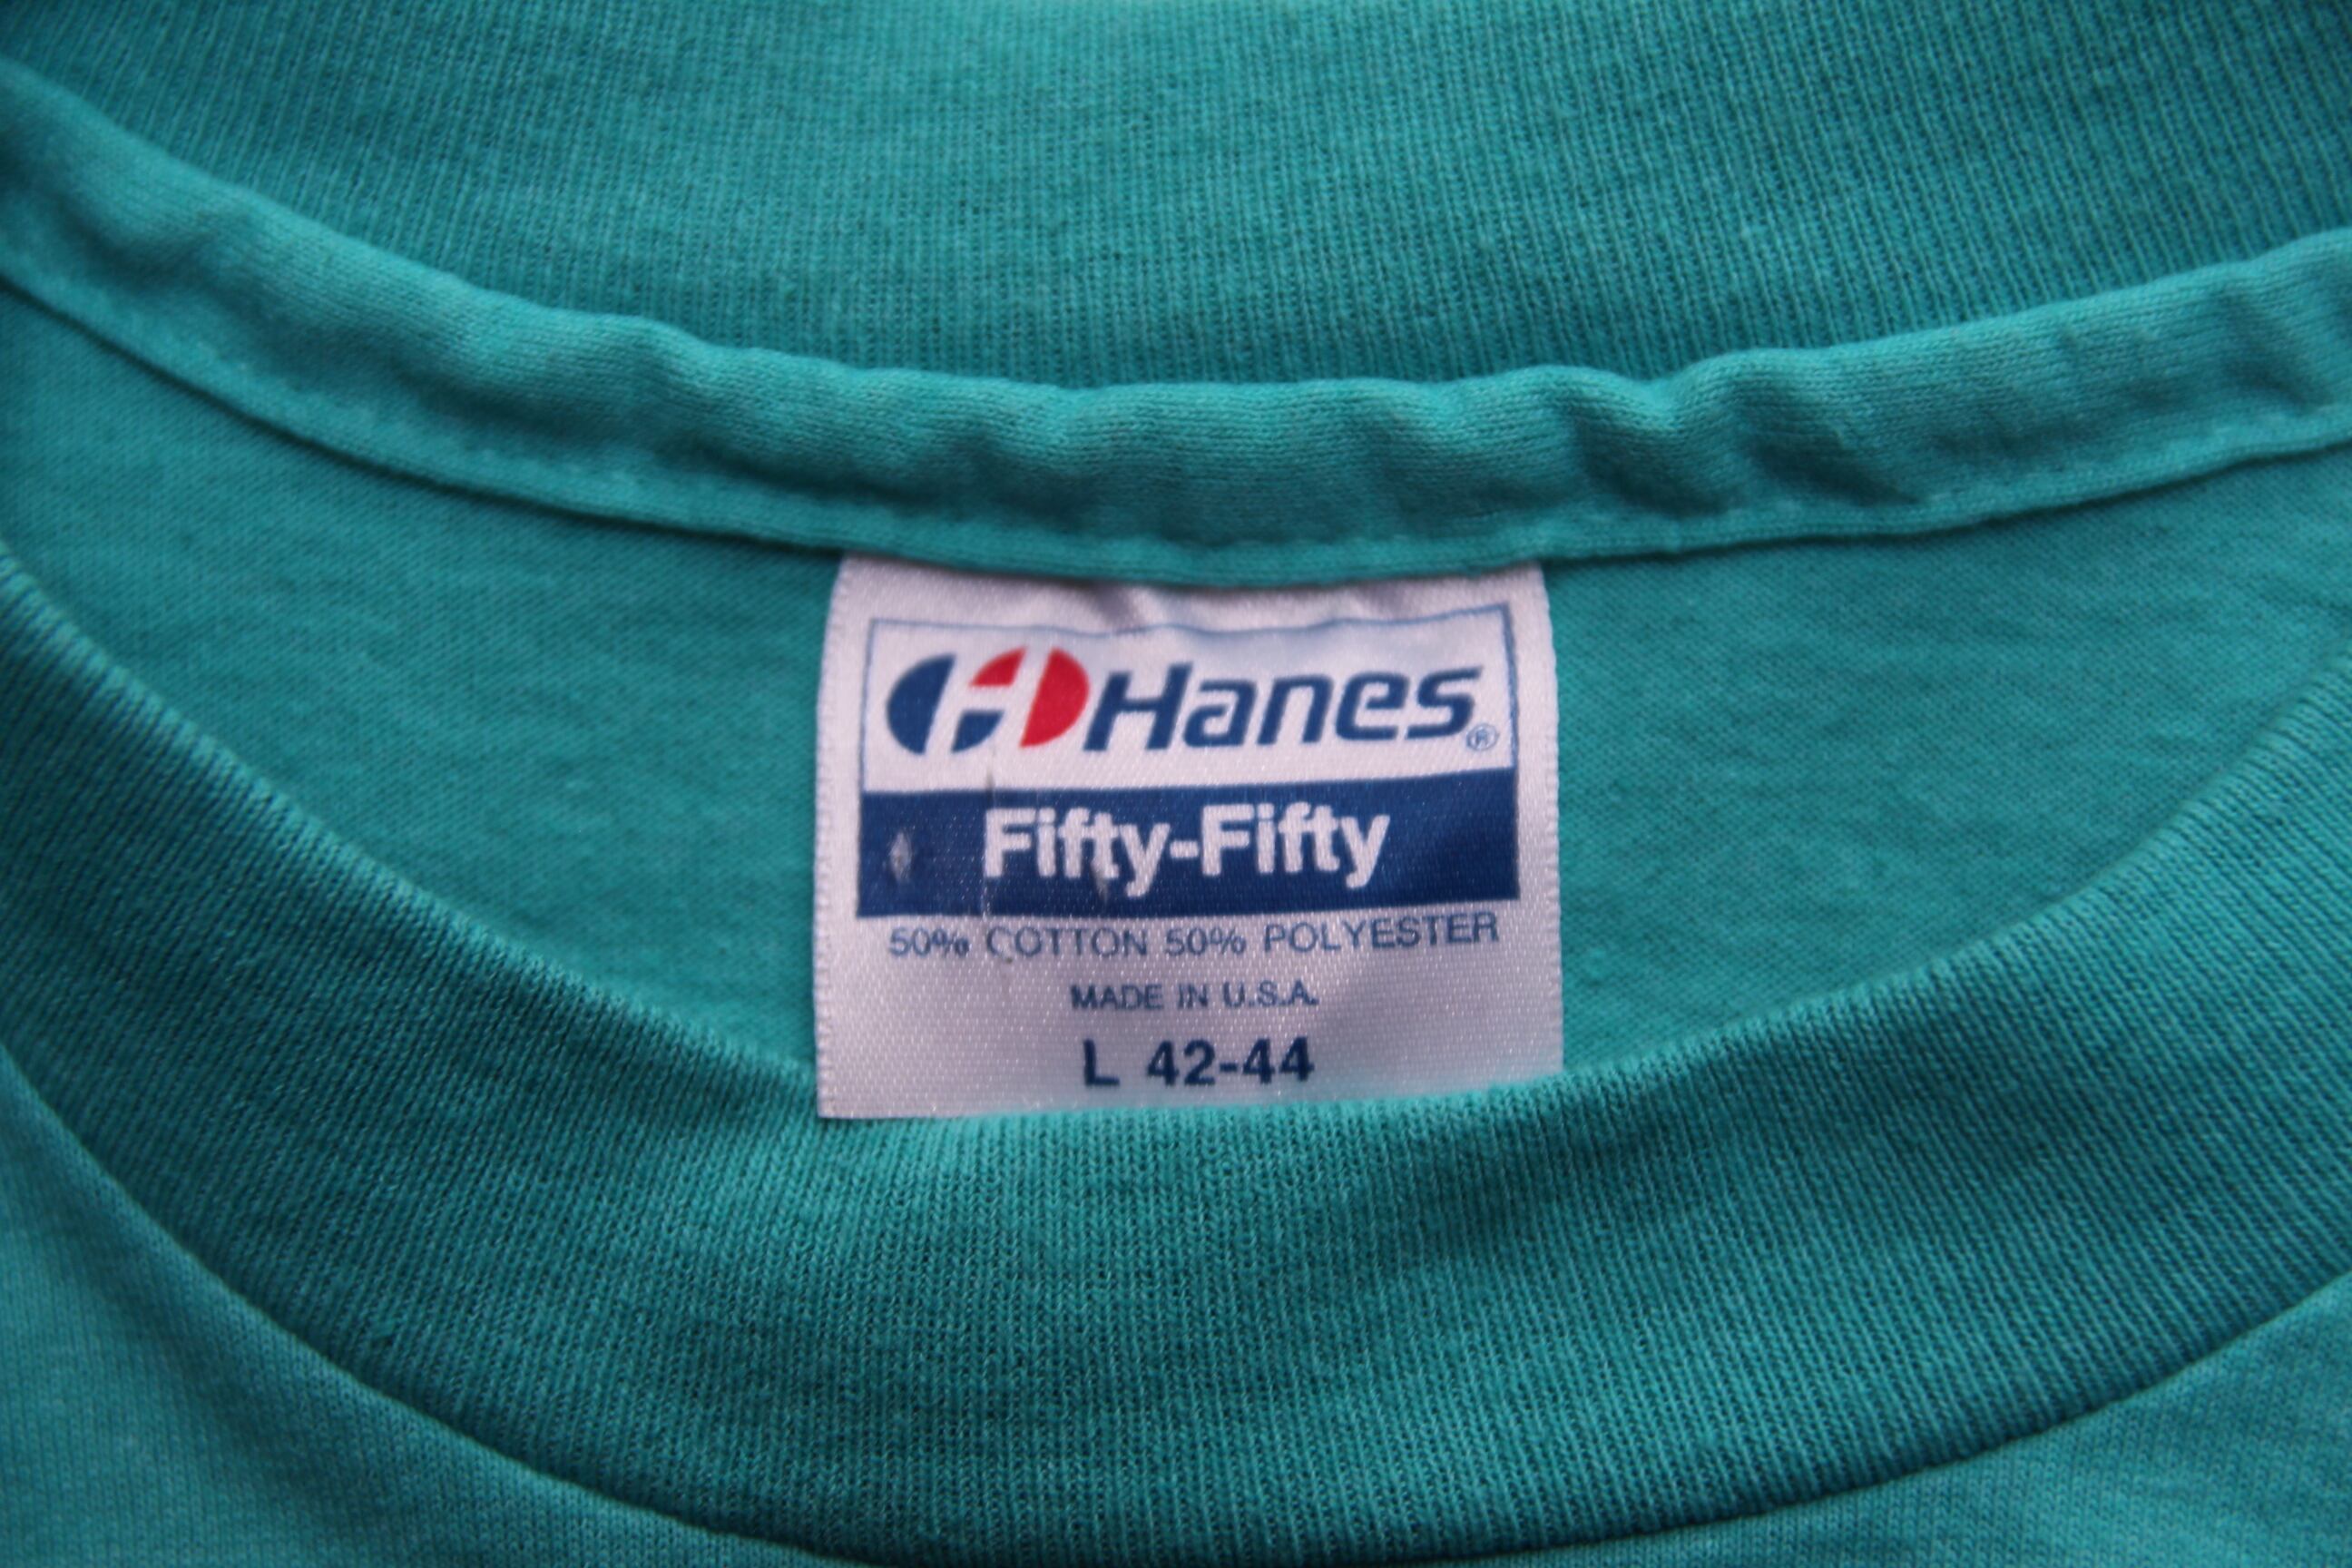 Hanes®
Fifty-Fifty
50% COTTON 50% POLYESTER
MADE IN U.S.A.
L 42-44